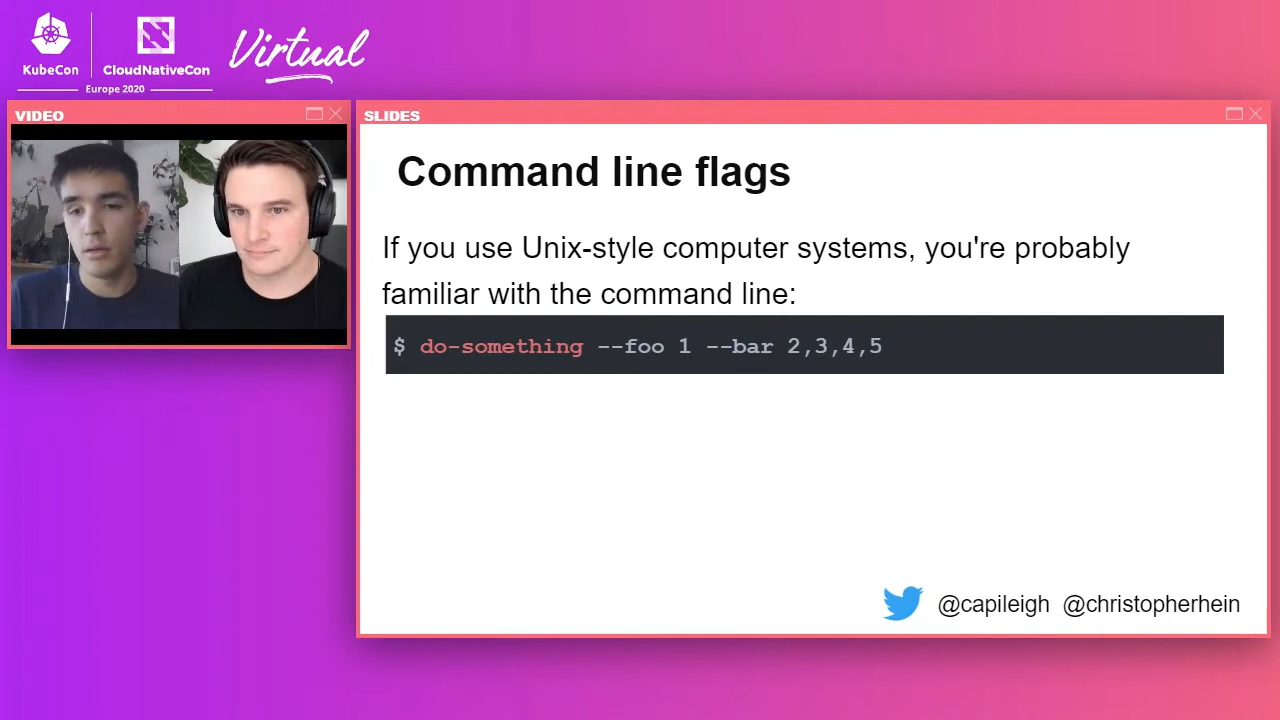 KubeCon
CloudNativeCon
Europe 2020
Virtual
VIDEO
SLIDES
Command line flags
If you use Unix-style computer systems, you're probably
familiar with the command line:
$ do-something --foo 1 --bar 2,3,4,5
@capileigh @christopherhein